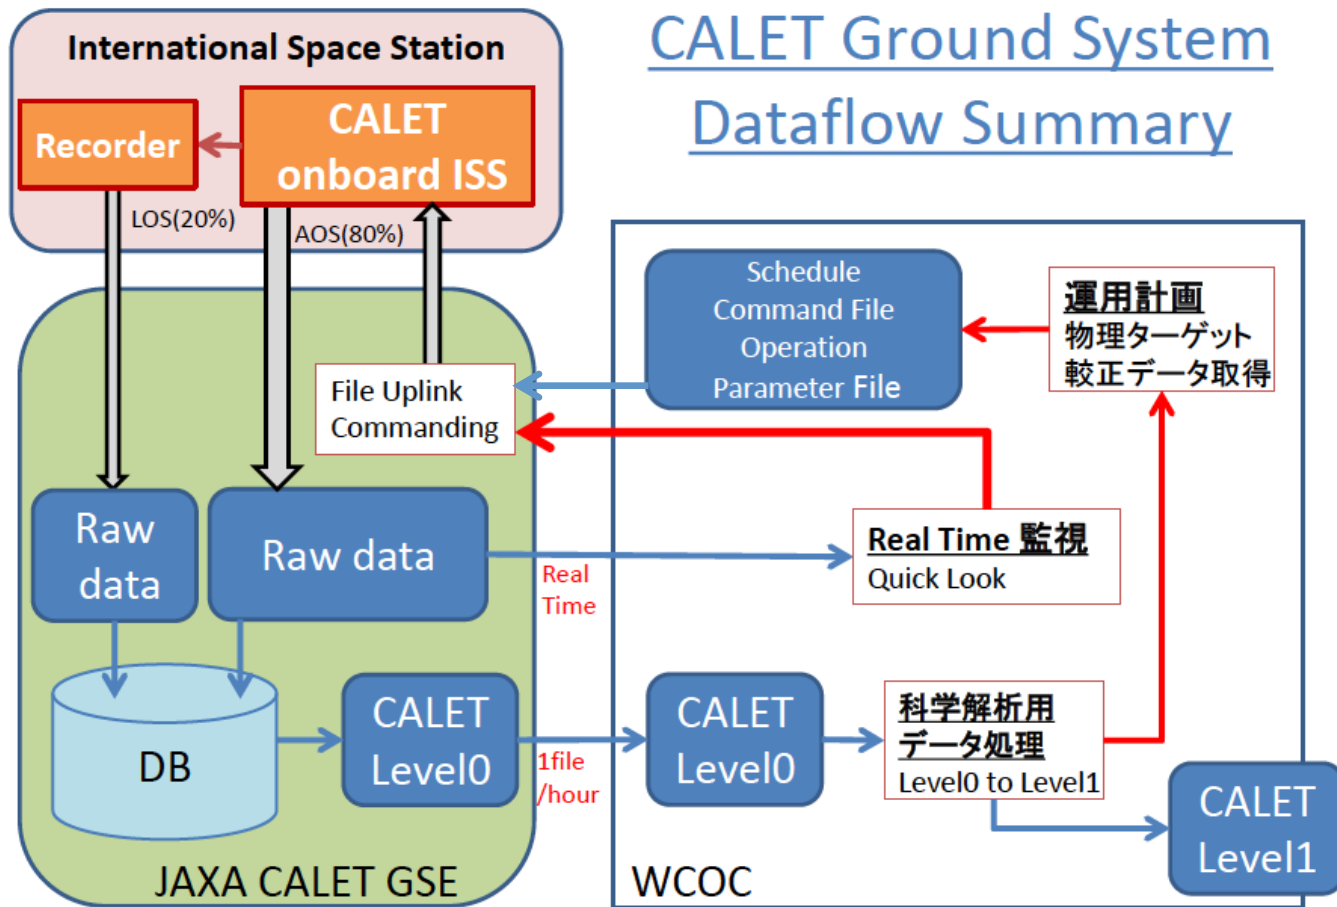 CALET Ground System
Dataflow Summary
International Space Station
Recorder
CALET
onboard ISS
LOS(20%)
AOS(80%)
File Uplink
Commanding
Schedule
Command File
Operation
Parameter File
運用計画
物理ターゲット
較正データ取得
Raw
data
Raw data
Real
Time
Real Time 監視
Quick Look
DB
CALET
Level0
1file
/hour
CALET
Level0
科学解析用
データ処理
Level0 to Level1
CALET
Level1
JAXA CALET GSE
WCOC